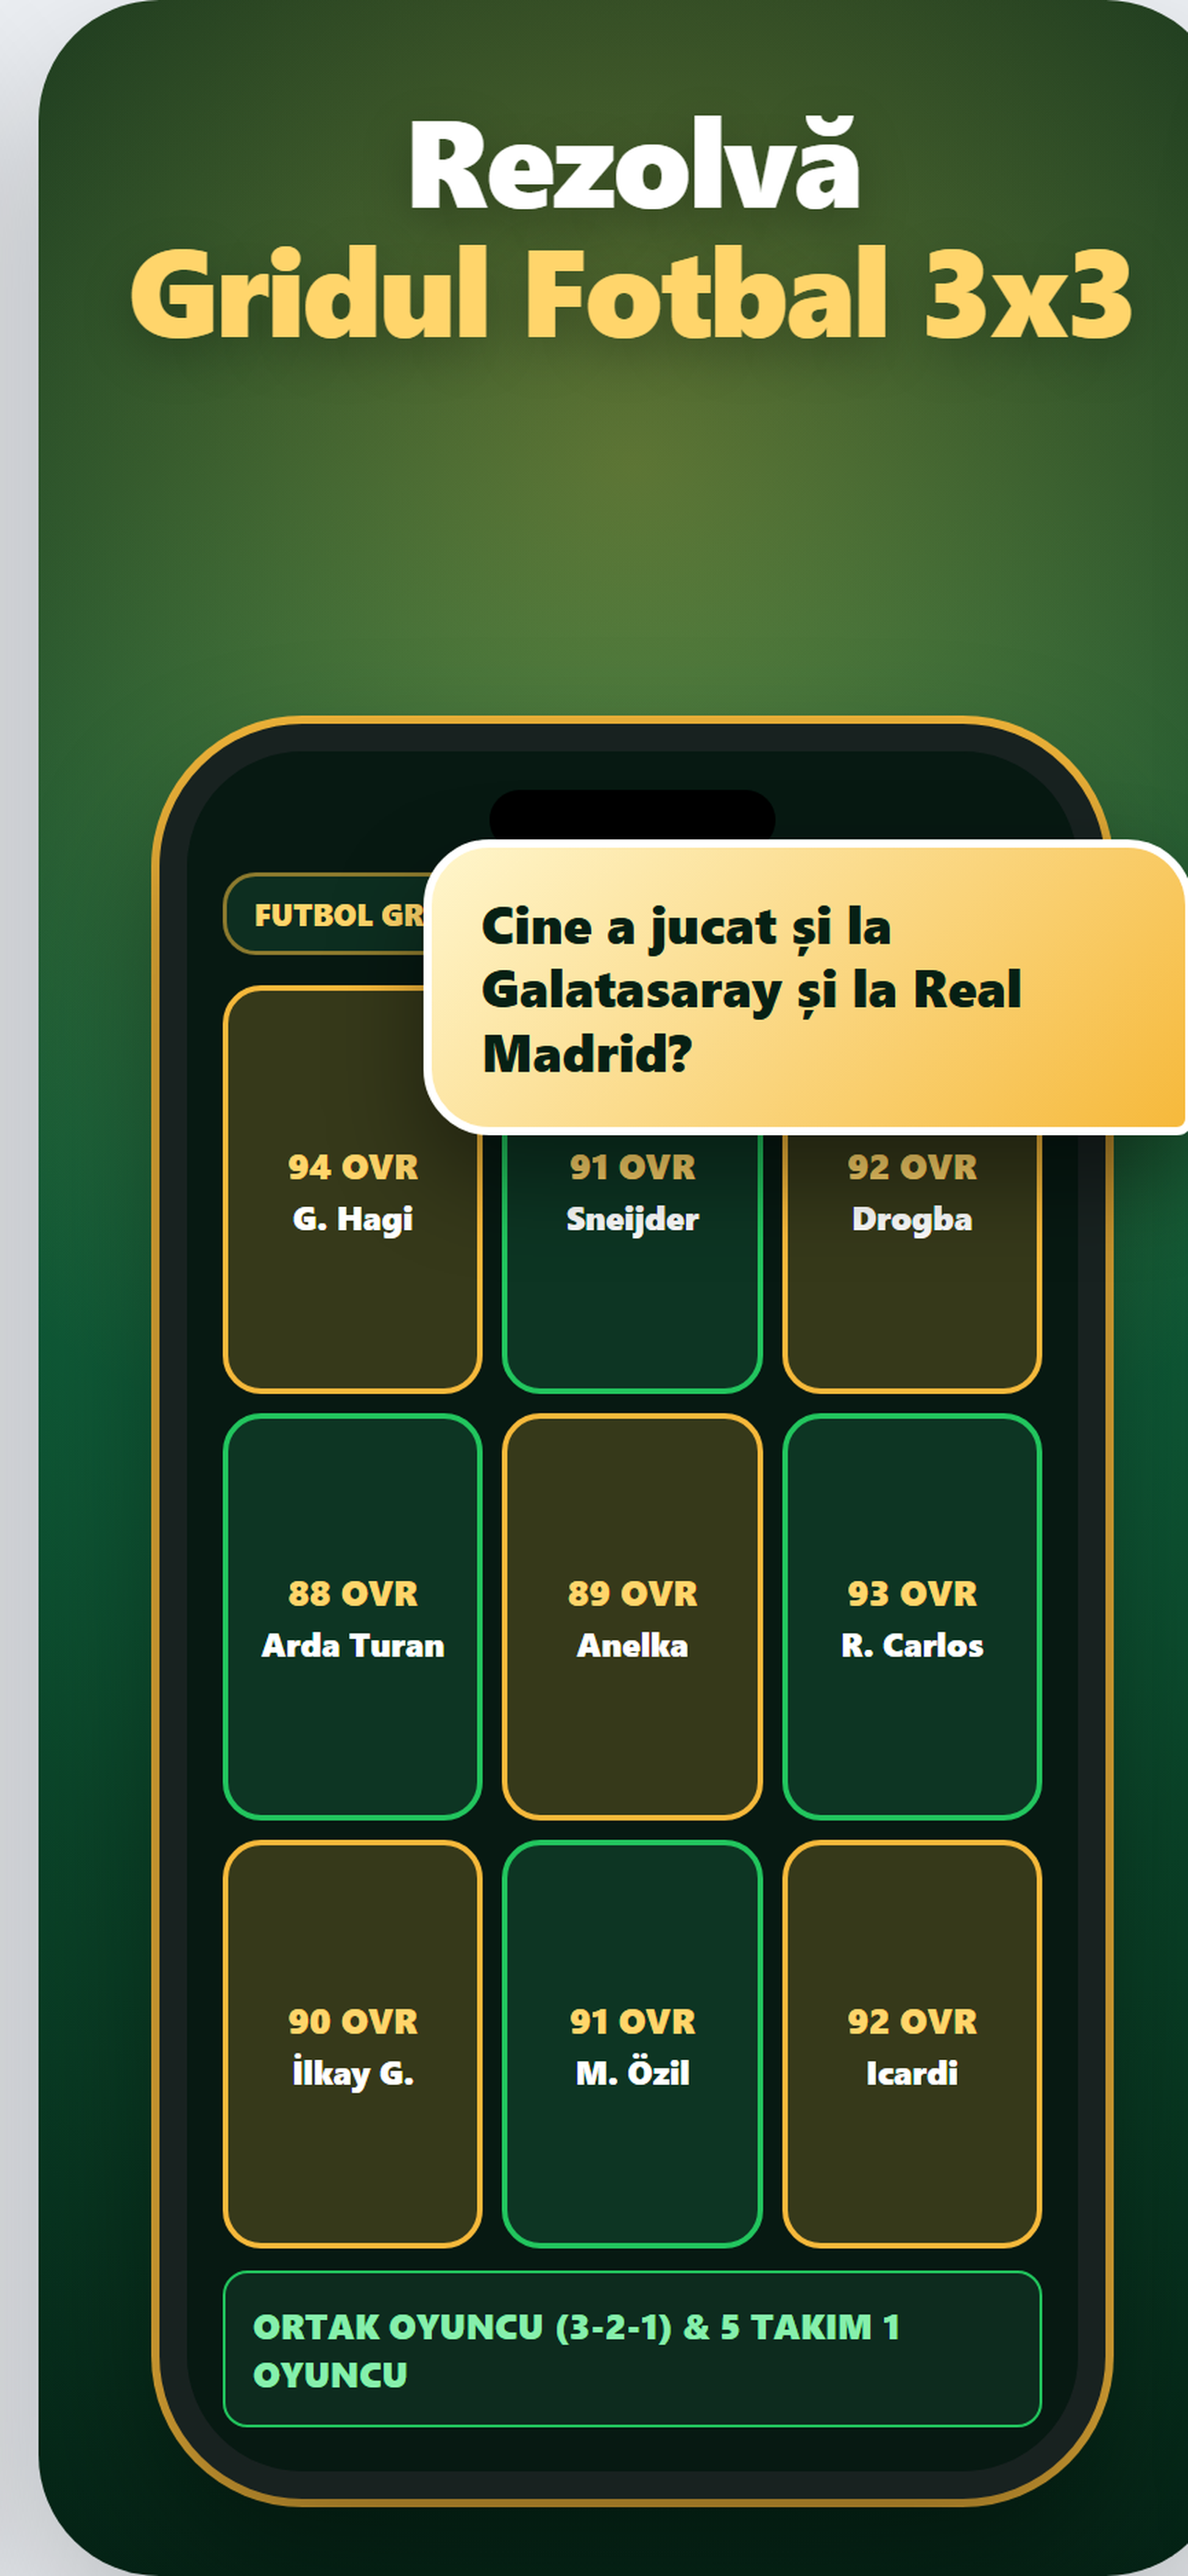 Rezolvă
Gridul Fotbal 3x3
FUTBOL GR
Cine a jucat și la
Galatasaray și la Real
Madrid?
94 OVR
G. Hagi
91 OVR
Sneijder
92 OVR
Drogba
88 OVR
Arda Turan
89 OVR
Anelka
93 OVR
R. Carlos
90 OVR
İlkay G.
91 OVR
M. Özil
92 OVR
Icardi
ORTAK OYUNCU (3-2-1) & 5 TAKIM 1
OYUNCU